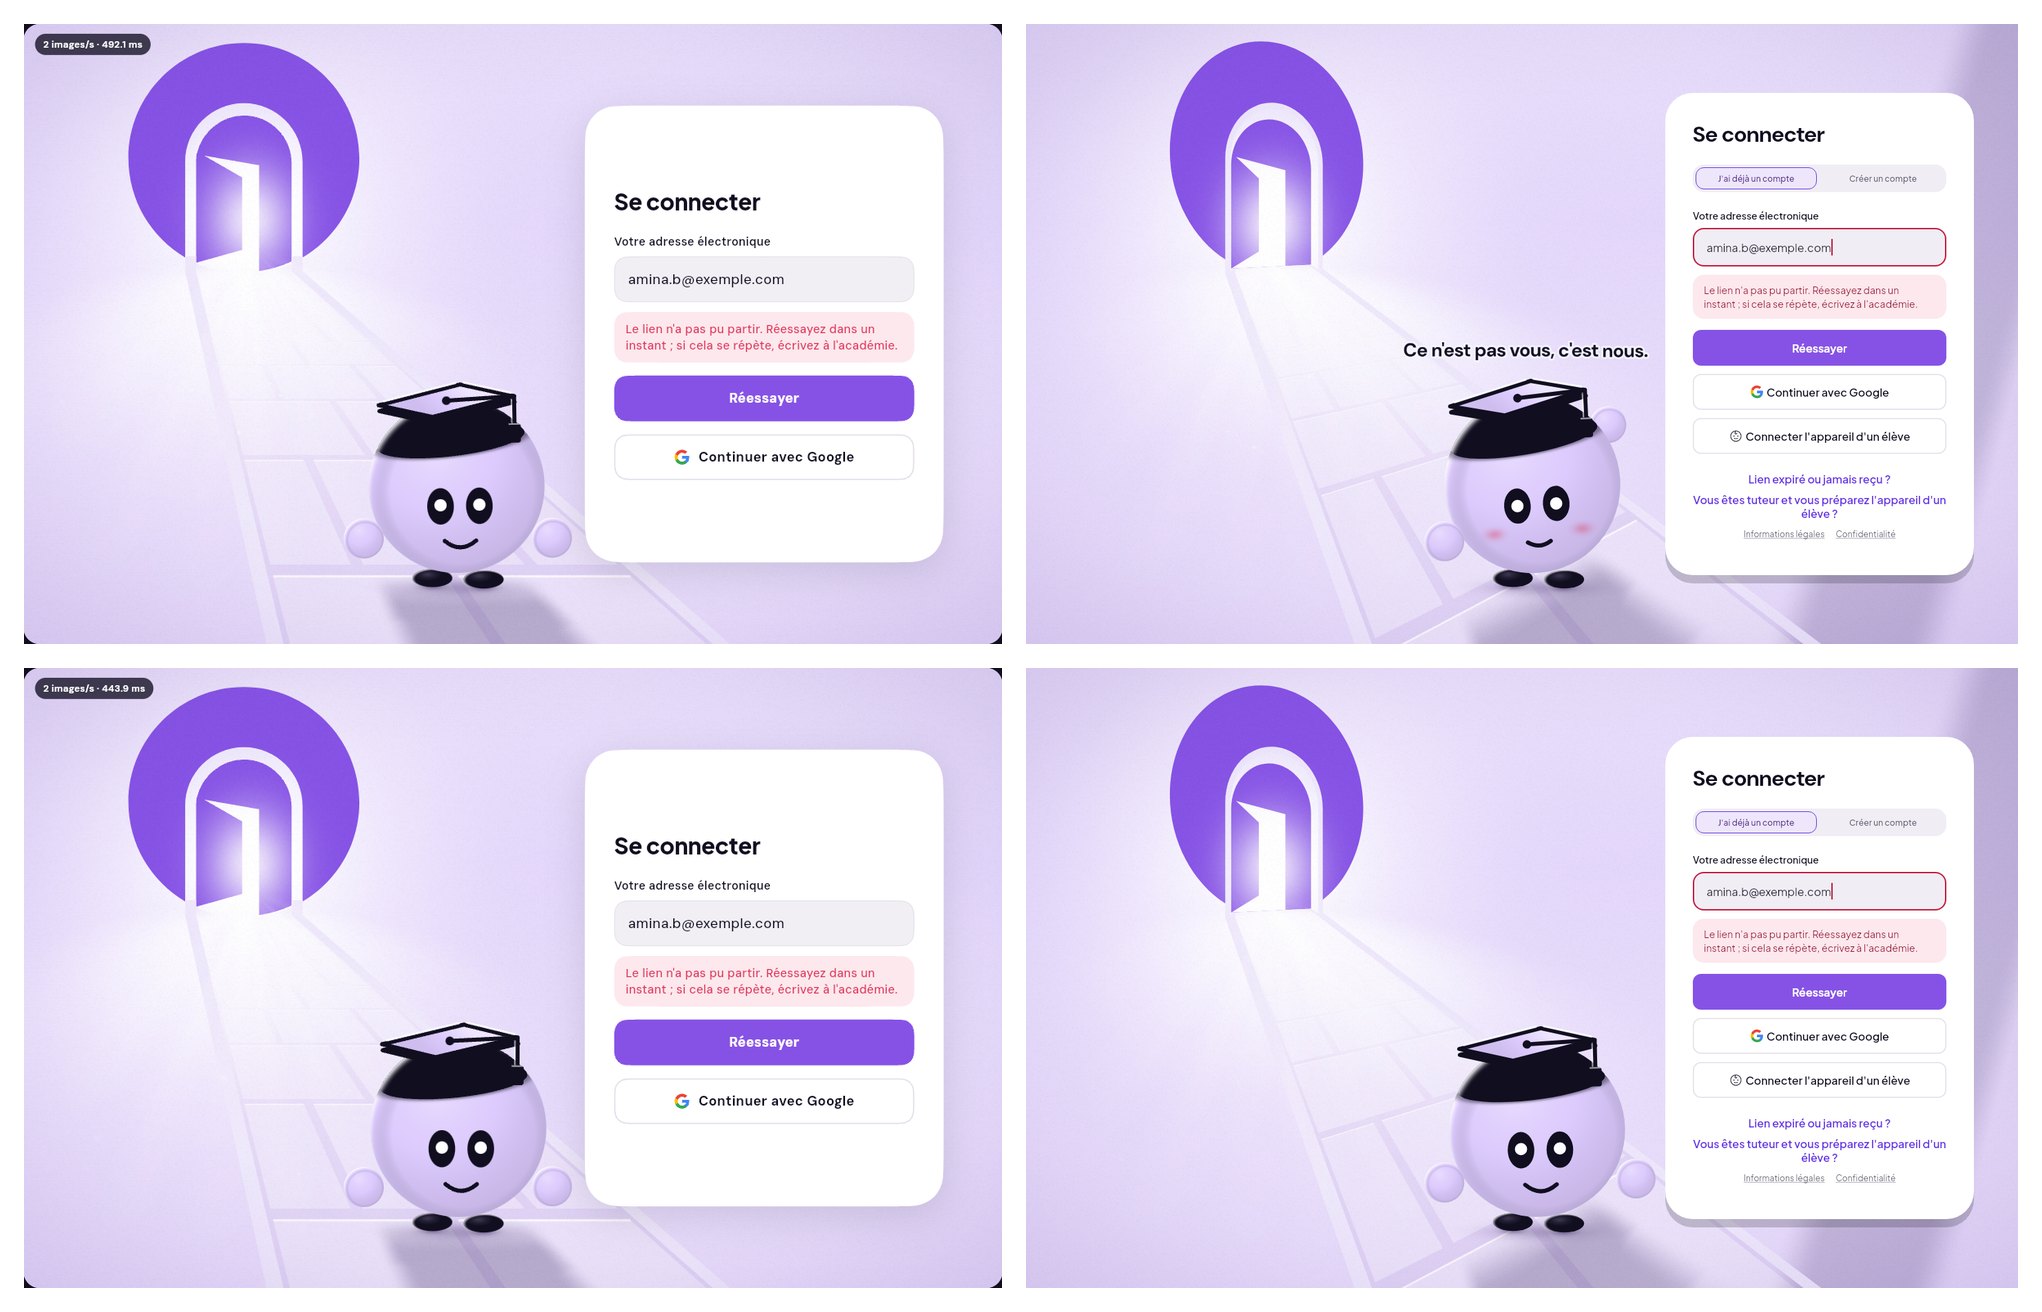 2 images/s · 492.1 ms
Se connecter
Votre adresse électronique
amina.b@exemple.com
Le lien n'a pas pu partir. Réessayez dans un
instant ; si cela se répète, écrivez à l'académie.
Réessayer
Continuer avec Google
Ce n'est pas vous, c'est nous.
Se connecter
J'ai déjà un compte
Créer un compte
Votre adresse électronique
amina.b@exemple.com
Le lien n'a pas pu partir. Réessayez dans un
instant ; si cela se répète, écrivez à l'académie.
Réessayer
Continuer avec Google
Connecter l'appareil d'un élève
Lien expiré ou jamais reçu ?
Vous êtes tuteur et vous préparez l'appareil d'un
élève ?
Informations légales
Confidentialité
2 images/s · 443.9 ms
Se connecter
Votre adresse électronique
amina.b@exemple.com
Le lien n'a pas pu partir. Réessayez dans un
instant ; si cela se répète, écrivez à l'académie.
Réessayer
Continuer avec Google
Se connecter
J'ai déjà un compte
Créer un compte
Votre adresse électronique
amina.b@exemple.com
Le lien n'a pas pu partir. Réessayez dans un
instant ; si cela se répète, écrivez à l'académie.
Réessayer
Continuer avec Google
Connecter l'appareil d'un élève
Lien expiré ou jamais reçu ?
Vous êtes tuteur et vous préparez l'appareil d'un
élève ?
Informations légales
Confidentialité